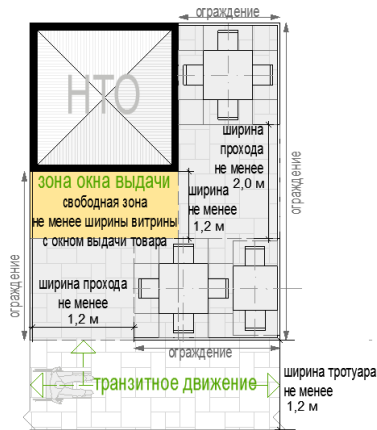 ограждение
НТО
ширина
прохода
не менее
2,0 м
ограждение
зона окна выдачи
свободная зона
не менее ширины витрины
с окном выдачи товара
ширина
не менее
1,2 м
ограждение
ширина прохода
не менее
1,2 м
ограждение
транзитное движение
ширина тротуара
не менее
1,2 м